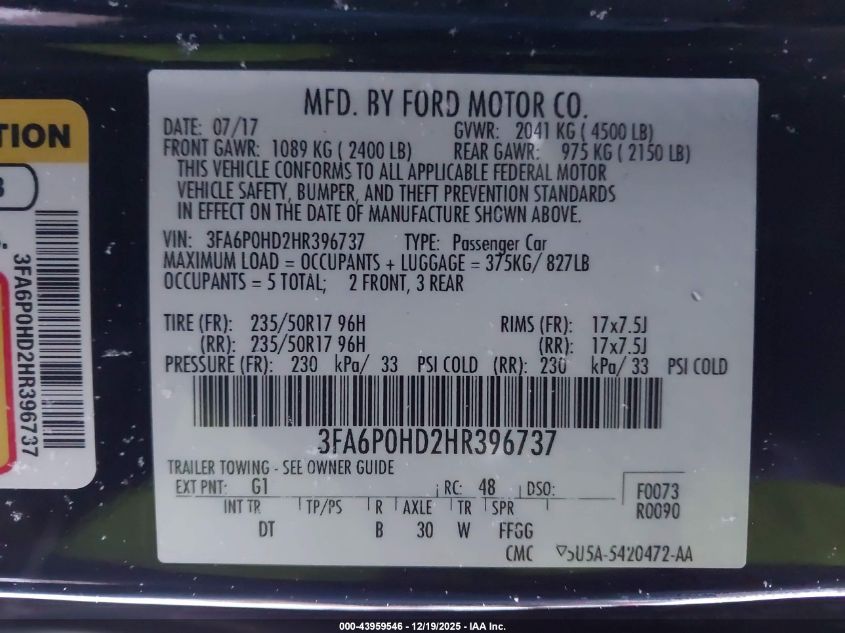 MFD. BY FORD MOTOR CO.
DATE: 07/17 GVWR: 2041 KG ( 4500 LB)
FRONT GAWR: 1089 KG ( 2400 LB) REAR GAWR: 975 KG ( 2150 LB)
THIS VEHICLE CONFORMS TO ALL APPLICABLE FEDERAL MOTOR
VEHICLE SAFETY, BUMPER, AND THEFT PREVENTION STANDARDS
IN EFFECT ON THE DATE OF MANUFACTURE SHOWN ABOVE.
VIN: 3FA6P0HD2HR396737 TYPE: Passenger Car
MAXIMUM LOAD = OCCUPANTS + LUGGAGE = 375KG/ 827LB
OCCUPANTS = 5 TOTAL; 2 FRONT, 3 REAR
TIRE (FR): 235/50R17 96H RIMS (FR): 17x7.5J
(RR): 235/50R17 96H (RR): 17x7.5J
PRESSURE (FR): 230 kPa/ 33 PSI COLD (RR): 230 kPa/ 33 PSI COLD
3FA6P0HD2HR396737
TRAILER TOWING - SEE OWNER GUIDE
EXT PNT: G1 RC: 48 DSO:
INT TR TP/PS R AXLE TR SPR
DT B 30 W FFGG
F0073
R0090
CMC 5U5A-5420472-AA
TION
3FA6P0HD2HR396737
000-43959546 - 12/19/2025 - IAA Inc.